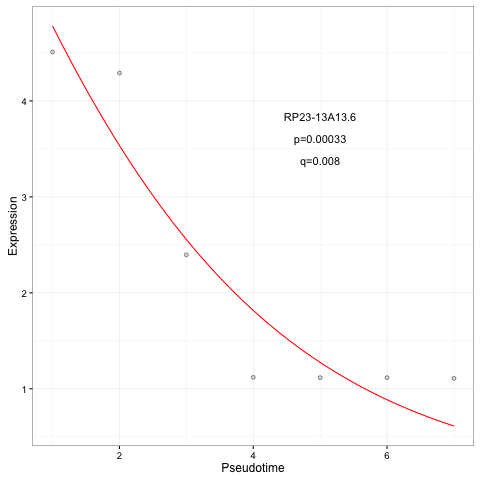 RP23-13A13.6
p=0.00033
q=0.008
Expression
4
3
2
1
2
4
6
Pseudotime